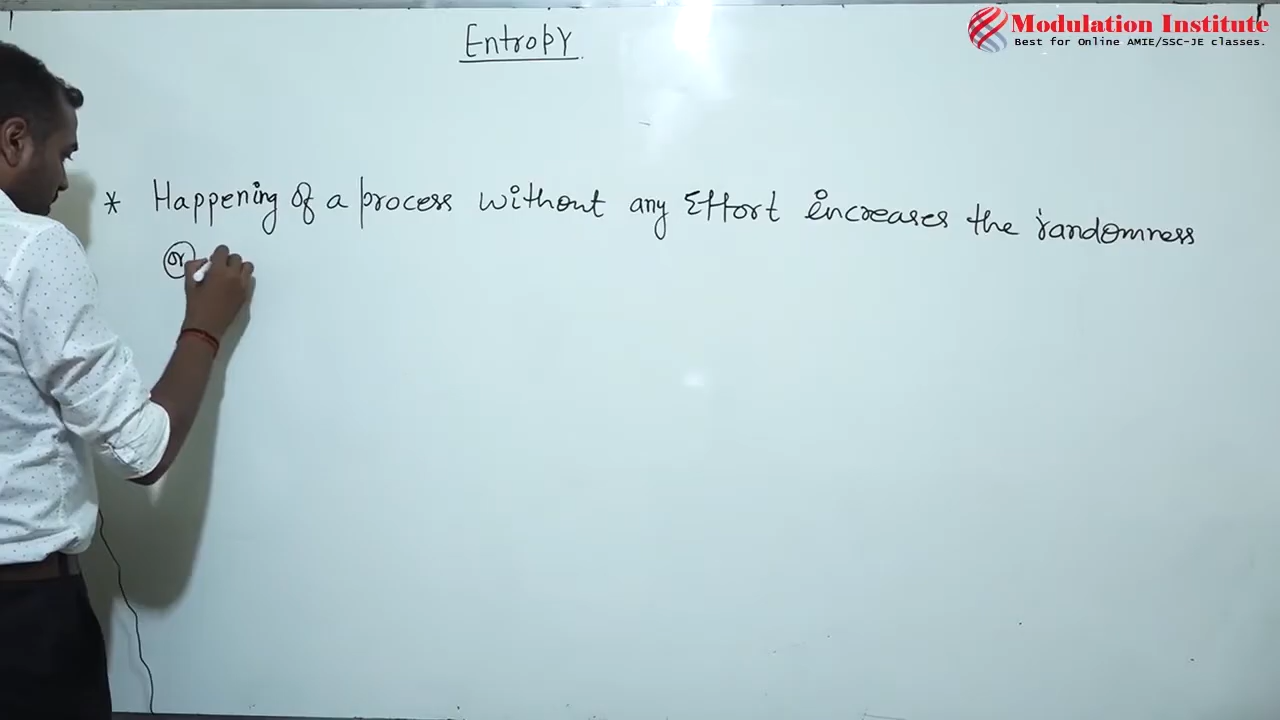 Modulation Institute
Best for Online AMIE/SSC-JE classes.
Entropy
* Happening of a process without any Effort increases the randomness
or